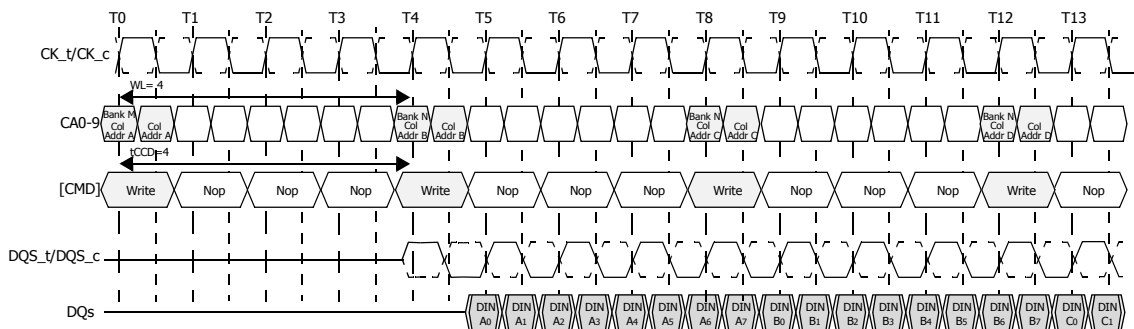 T0 T1 T2 T3 T4 T5 T6 T7 T8 T9 T10 T11 T12 T13
CK_t/CK_c
WL= 4
CA0-9
Bank M Col Addr A
Col Addr A
Bank N Col Addr B
Col Addr B
Bank N Col Addr C
Col Addr C
Bank N Col Addr D
Col Addr D
tCCD=4
[CMD] Write Nop Nop Nop Write Nop Nop Nop Write Nop Nop Nop Write Nop
DQS_t/DQS_c
DQs
DIN A0
DIN A1
DIN A2
DIN A3
DIN A4
DIN A5
DIN A6
DIN A7
DIN B0
DIN B1
DIN B2
DIN B3
DIN B4
DIN B5
DIN B6
DIN B7
DIN C0
DIN C1